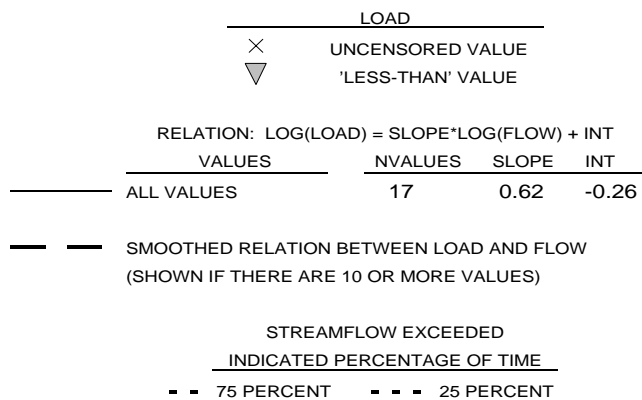 LOAD
UNCENSORED VALUE
'LESS-THAN' VALUE
RELATION: LOG(LOAD) = SLOPE*LOG(FLOW) + INT
VALUES NVALUES SLOPE INT
ALL VALUES 17 0.62 -0.26
SMOOTHED RELATION BETWEEN LOAD AND FLOW
(SHOWN IF THERE ARE 10 OR MORE VALUES)
STREAMFLOW EXCEEDED
INDICATED PERCENTAGE OF TIME
75 PERCENT 25 PERCENT